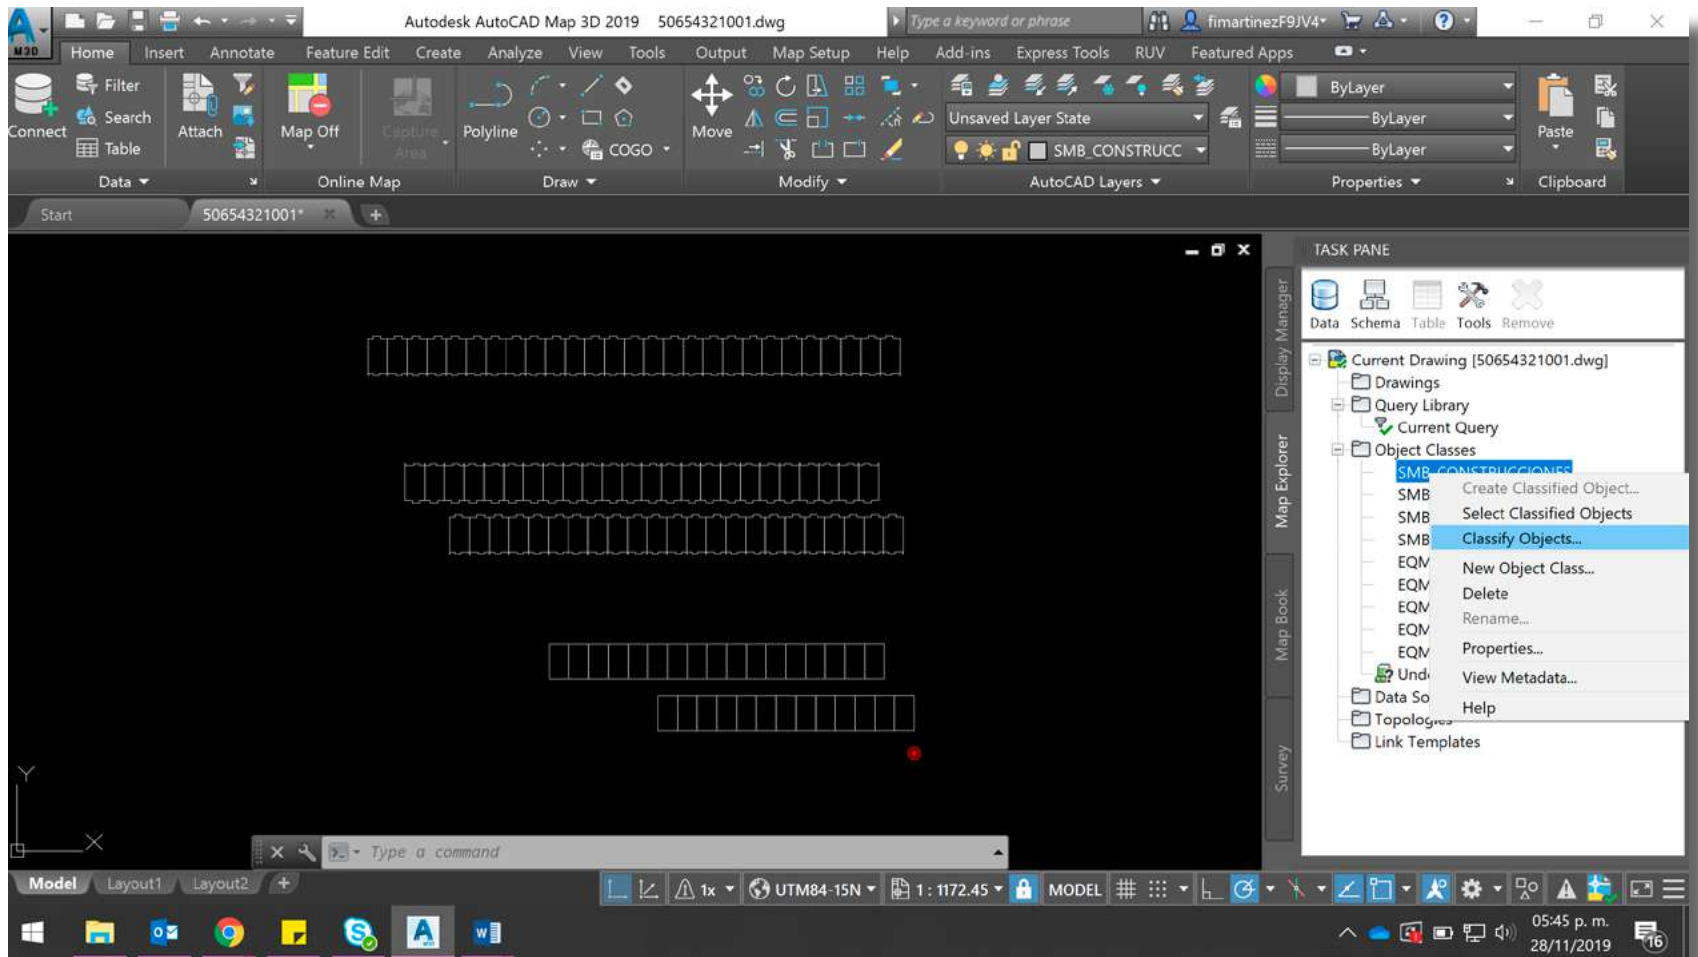 Autodesk AutoCAD Map 3D 2019 50654321001.dwg
Type a keyword or phrase
fimartinezF9JV4
M3D
Home Insert Annotate Feature Edit Create Analyze View Tools Output Map Setup Help Add-ins Express Tools RUV Featured Apps
Connect
Filter
Search
Table
Attach
Map Off
Capture
Area
Polyline
COGO
Move
Unsaved Layer State
SMB_CONSTRUCC
ByLayer
ByLayer
ByLayer
Paste
Data
Online Map
Draw
Modify
AutoCAD Layers
Properties
Clipboard
Start
50654321001*
TASK PANE
Display Manager
Map Explorer
Map Book
Survey
Data Schema Table Tools Remove
Current Drawing [50654321001.dwg]
Drawings
Query Library
Current Query
Object Classes
SMB_CONSTRUCCIONES
SMB
SMB
SMB
EQM
EQM
EQM
EQM
EQM
Und
Data So
Topologies
Link Templates
Create Classified Object...
Select Classified Objects
Classify Objects...
New Object Class...
Delete
Rename...
Properties...
View Metadata...
Help
Y
X
Type a command
Model Layout1 Layout2
1x
UTM84-15N
1 : 1172.45
MODEL
05:45 p. m.
28/11/2019
16